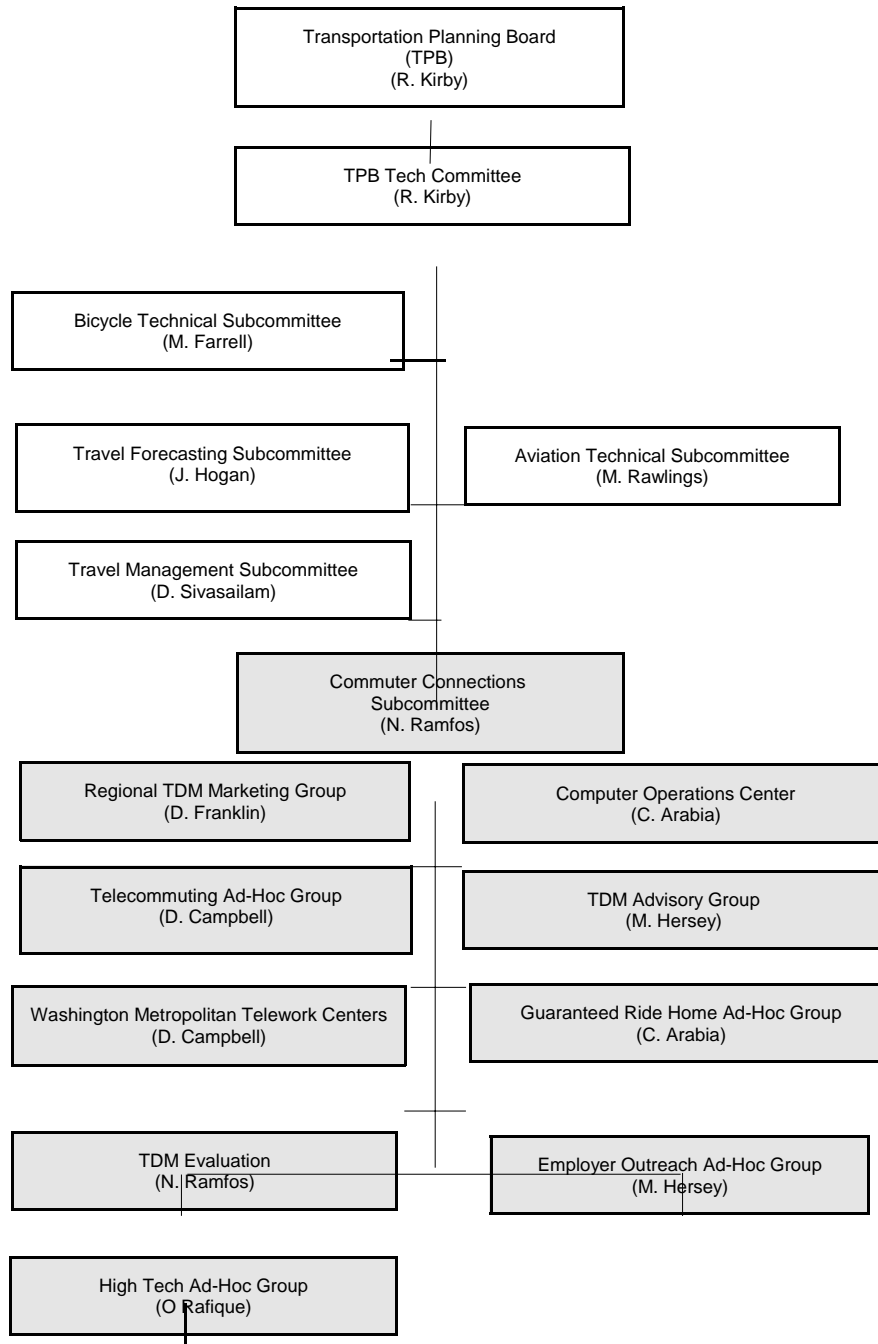 Transportation Planning Board
(TPB)
(R. Kirby)
TPB Tech Committee
(R. Kirby)
Bicycle Technical Subcommittee
(M. Farrell)
Travel Forecasting Subcommittee
(J. Hogan)
Aviation Technical Subcommittee
(M. Rawlings)
Travel Management Subcommittee
(D. Sivasailam)
Commuter Connections
Subcommittee
(N. Ramfos)
Regional TDM Marketing Group
(D. Franklin)
Computer Operations Center
(C. Arabia)
Telecommuting Ad-Hoc Group
(D. Campbell)
TDM Advisory Group
(M. Hersey)
Washington Metropolitan Telework Centers
(D. Campbell)
Guaranteed Ride Home Ad-Hoc Group
(C. Arabia)
TDM Evaluation
(N. Ramfos)
Employer Outreach Ad-Hoc Group
(M. Hersey)
High Tech Ad-Hoc Group
(O Rafique)